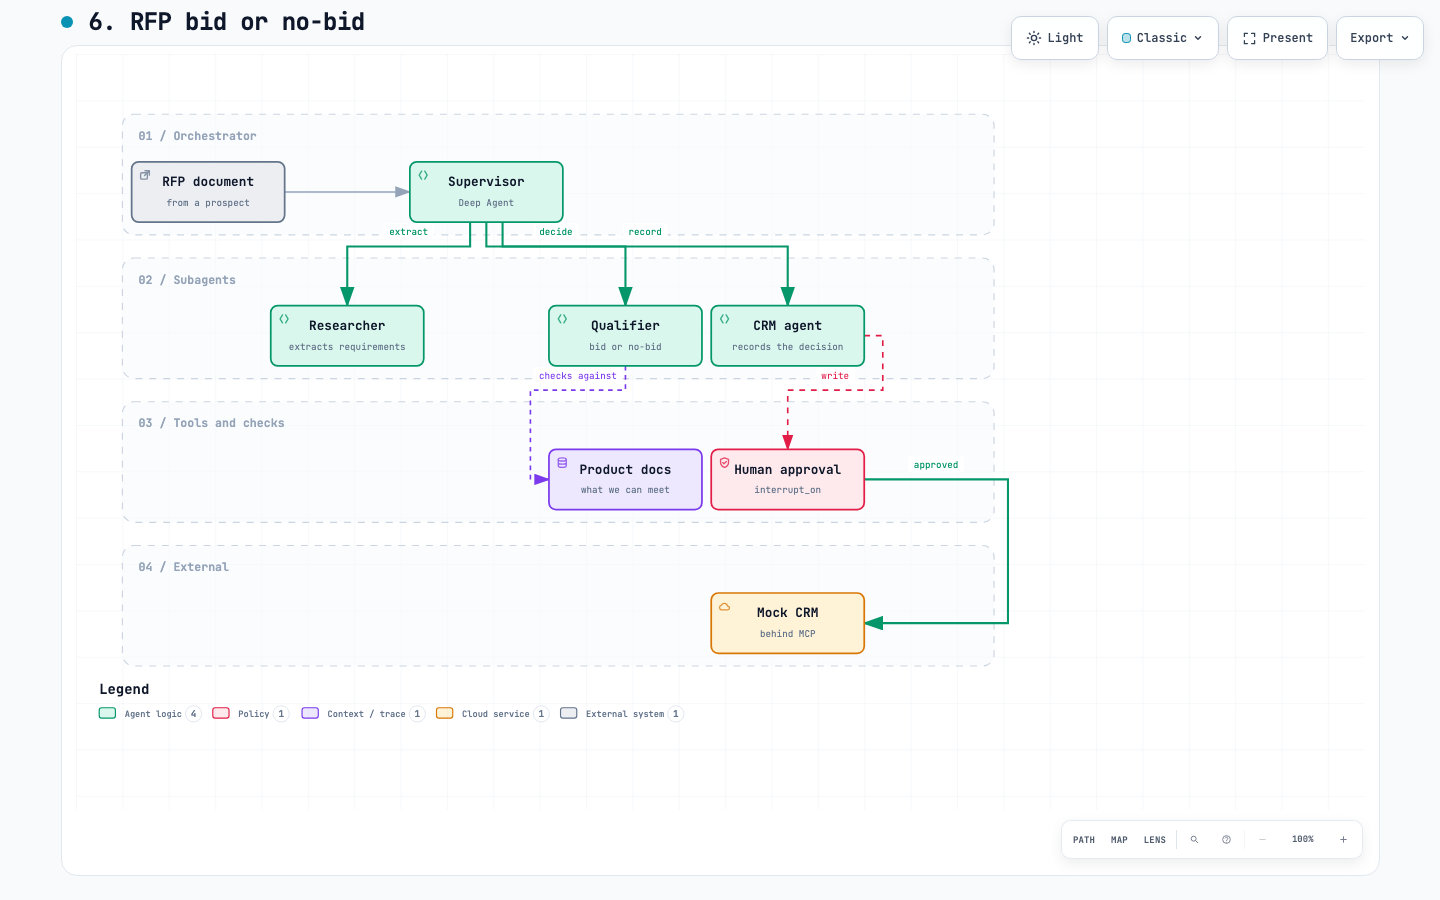 6. RFP bid or no-bid
Light
Classic
Present
Export
01 / Orchestrator
RFP document
from a prospect
Supervisor
Deep Agent
extract
decide
record
02 / Subagents
Researcher
extracts requirements
Qualifier
bid or no-bid
CRM agent
records the decision
checks against
write
03 / Tools and checks
Product docs
what we can meet
Human approval
interrupt_on
approved
04 / External
Mock CRM
behind MCP
Legend
Agent logic 4 Policy 1 Context / trace 1 Cloud service 1 External system 1
PATH MAP LENS − 100% +